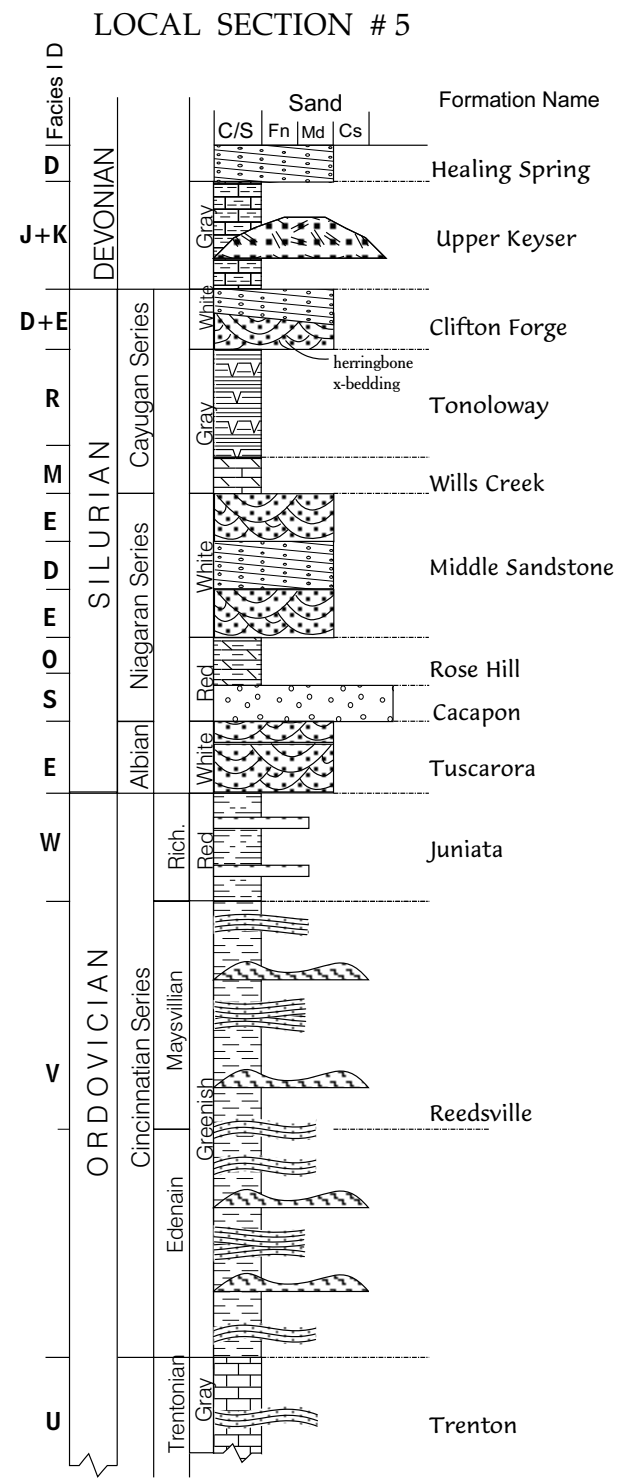 LOCAL SECTION # 5
Facies I D
Sand
Formation Name
C/S Fn Md Cs
D
Healing Spring
DEVONIAN
J+K
Gray
Upper Keyser
D+E
White
Clifton Forge
herringbone
x-bedding
SILURIAN
Cayugan Series
R
Gray
Tonoloway
M
Wills Creek
E
Niagaran Series
White
D
Middle Sandstone
E
O
Red
Rose Hill
S
Cacapon
E
Albian
White
Tuscarora
W
Rich.
Red
Juniata
ORDOVICIAN
Cincinnatian Series
Maysvillian
V
Greenish
Reedsville
Edenain
U
Trentonian
Gray
Trenton